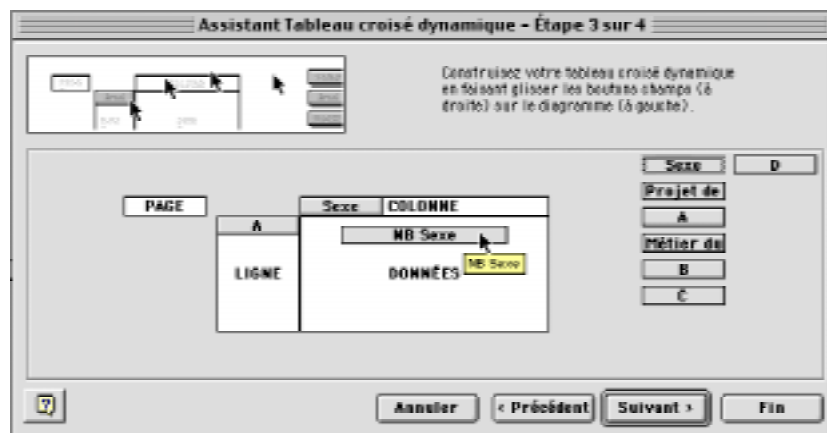 Assistant Tableau croisé dynamique - Étape 3 sur 4
Construisez votre tableau croisé dynamique
en faisant glisser les boutons champs (à
droite) sur le diagramme (à gauche).
Sexe D
PAGE Sexe COLONNE Projet de
A A
NB Sexe Métier du
LIGNE DONNÉES NB Sexe B
C
Annuler < Précédent Suivant > Fin